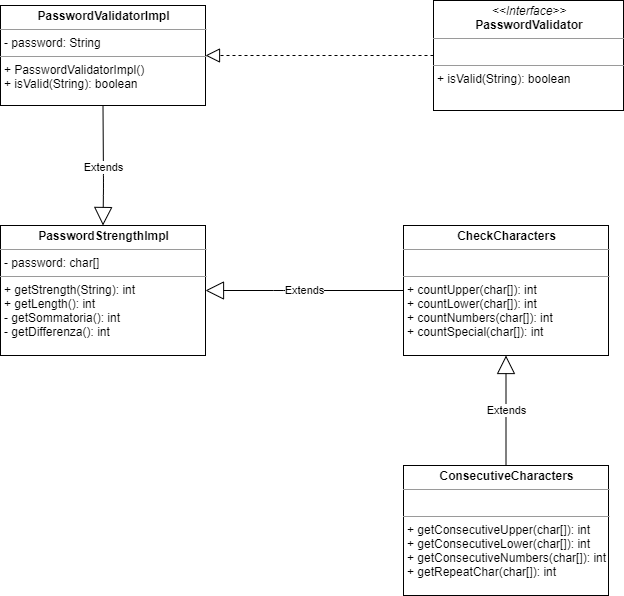 PasswordValidatorImpl
- password: String
+ PasswordValidatorImpl()
+ isValid(String): boolean
<<Interface>>
PasswordValidator
+ isValid(String): boolean
Extends
PasswordStrengthImpl
- password: char[]
+ getStrength(String): int
+ getLength(): int
- getSommatoria(): int
- getDifferenza(): int
Extends
CheckCharacters
+ countUpper(char[]): int
+ countLower(char[]): int
+ countNumbers(char[]): int
+ countSpecial(char[]): int
Extends
ConsecutiveCharacters
+ getConsecutiveUpper(char[]): int
+ getConsecutiveLower(char[]): int
+ getConsecutiveNumbers(char[]): int
+ getRepeatChar(char[]): int